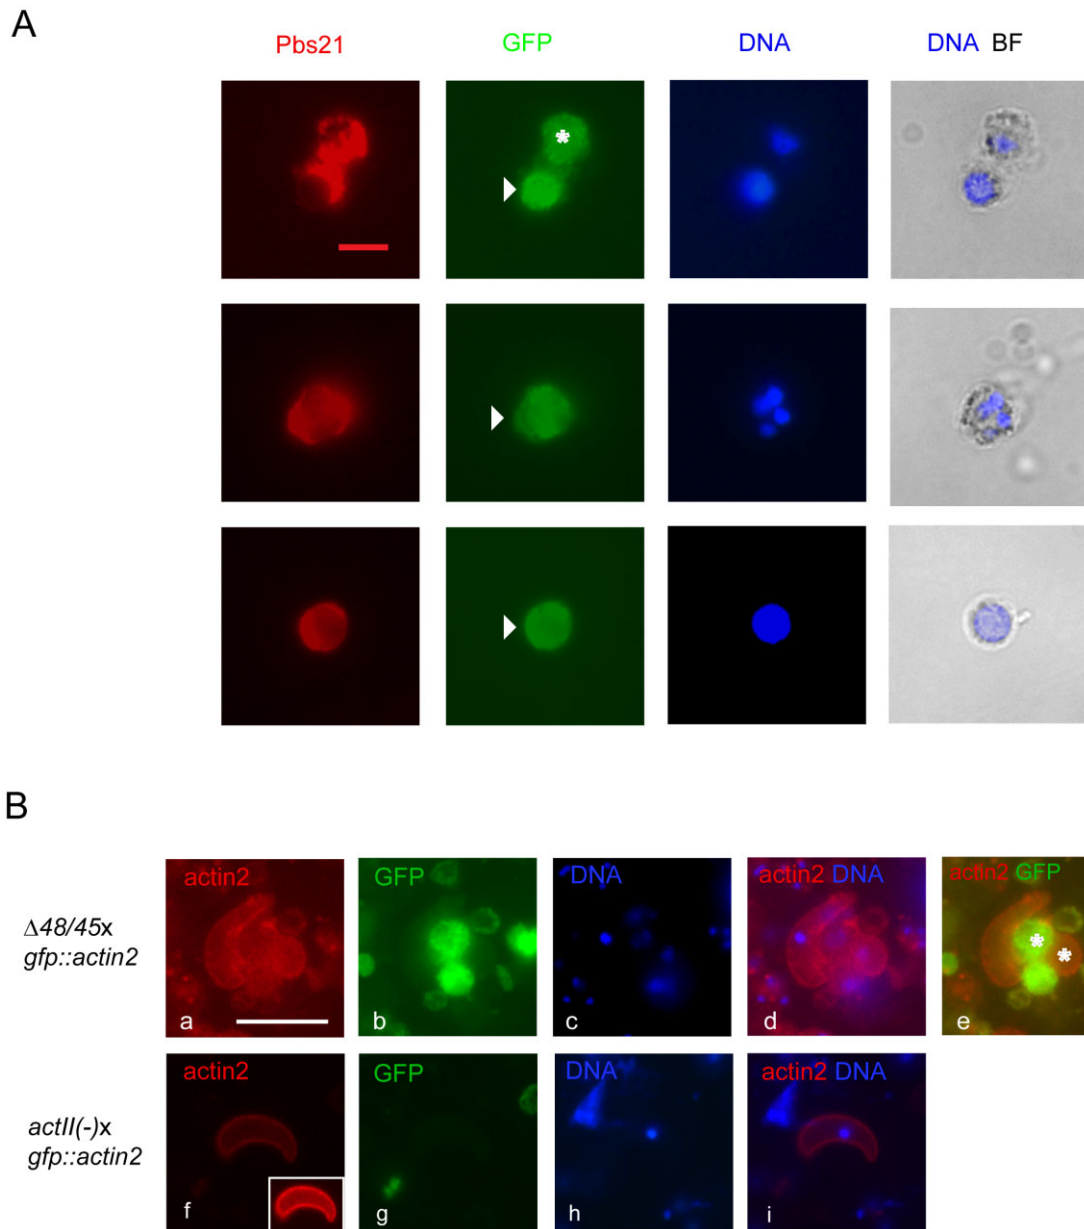 A
Pbs21 GFP DNA DNA BF
*
B
Δ48/45x
gfp::actin2
actin2 GFP DNA actin2 DNA actin2 GFP
* *
a b c d e
actII(-)x
gfp::actin2
actin2 GFP DNA actin2 DNA
f g h i